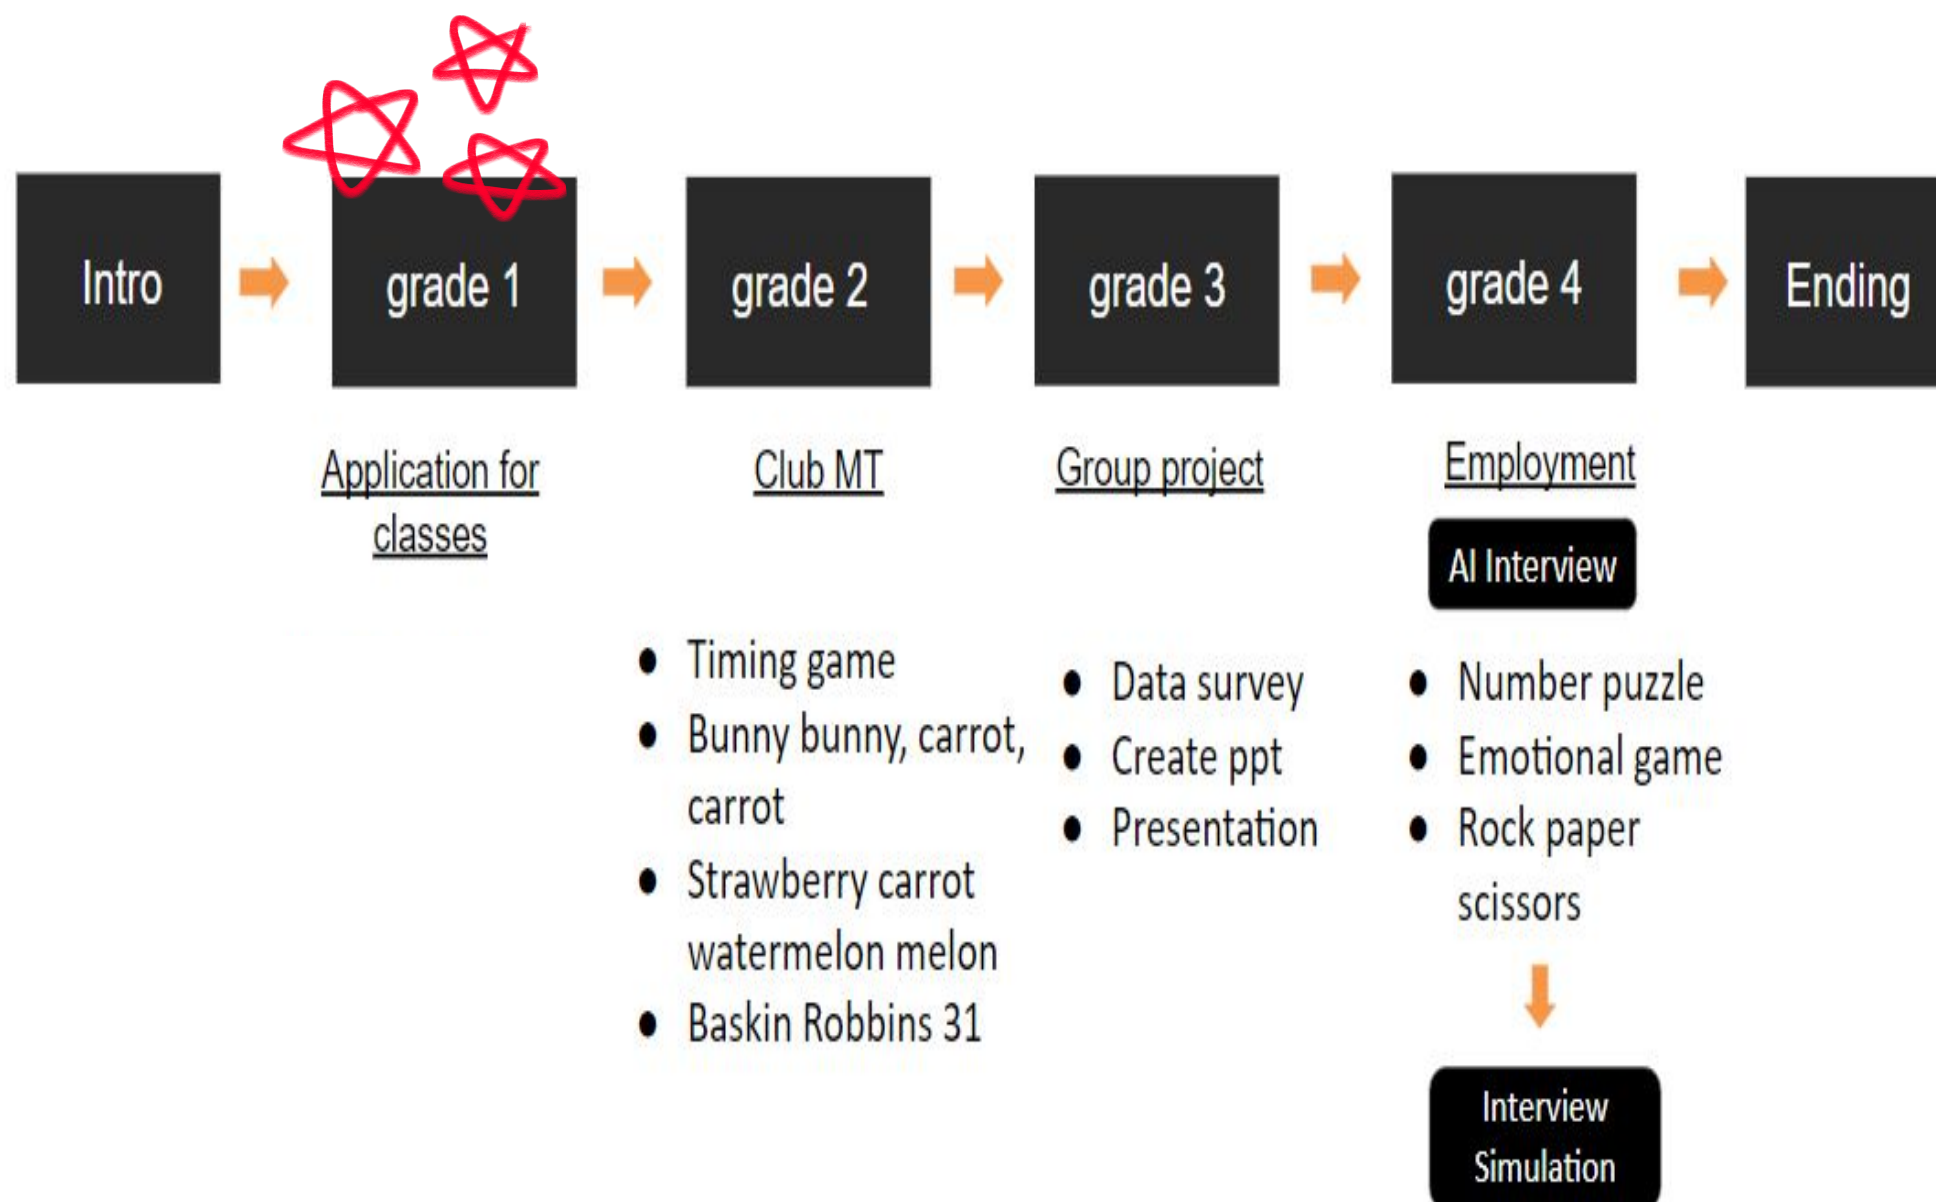 Intro
grade 1
grade 2
grade 3
grade 4
Ending
Application for
classes
Club MT
Timing game
Bunny bunny, carrot,
carrot
Strawberry carrot
watermelon melon
Baskin Robbins 31
Group project
Data survey
Create ppt
Presentation
Employment
AI Interview
Number puzzle
Emotional game
Rock paper
scissors
Interview
Simulation